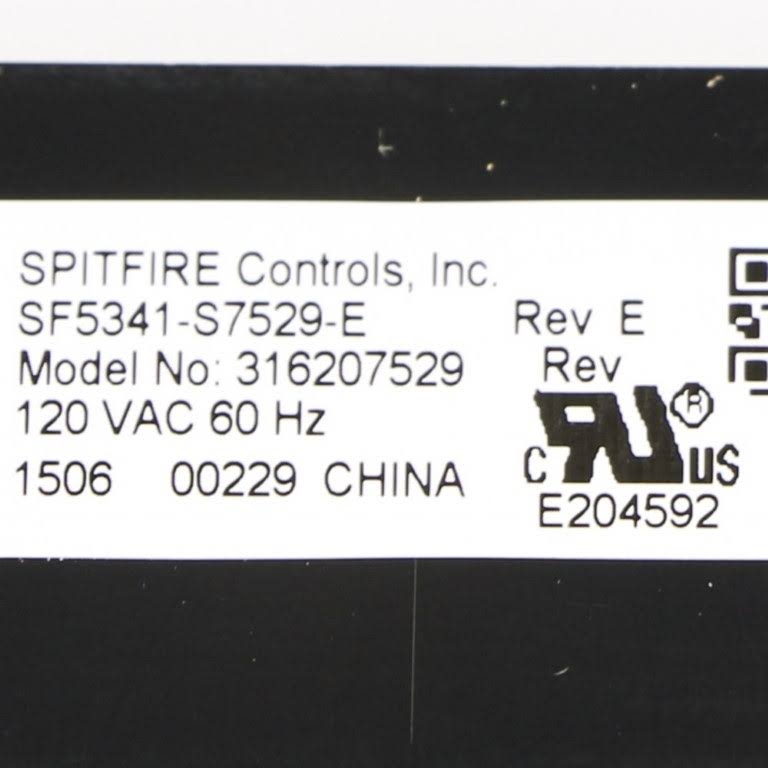 SPITFIRE Controls, Inc.
SF5341-S7529-E Rev E
Model No: 316207529 Rev
120 VAC 60 Hz
1506 00229 CHINA
C RU ® US
E204592